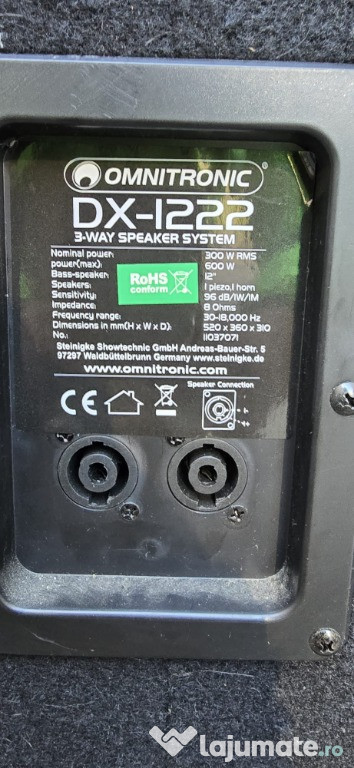 OMNITRONIC®
DX-1222
3-WAY SPEAKER SYSTEM
Nominal power: 300 W RMS
power(max): 600 W
Bass-speaker: 12"
Speakers: 1 piezo,1 horn
Sensitivity: 96 dB/1W/1M
Impedance: 8 Ohms
Frequency range: 30-18,000 Hz
Dimensions in mm(H x W x D): 520 x 360 x 310
No.: 11037071
RoHS
conform
Steinigke Showtechnic GmbH Andreas-Bauer-Str. 5
97297 Waldbüttelbrunn Germany www.steinigke.de
www.omnitronic.com
CE
Speaker Connection
1-
1+
lajumate.ro